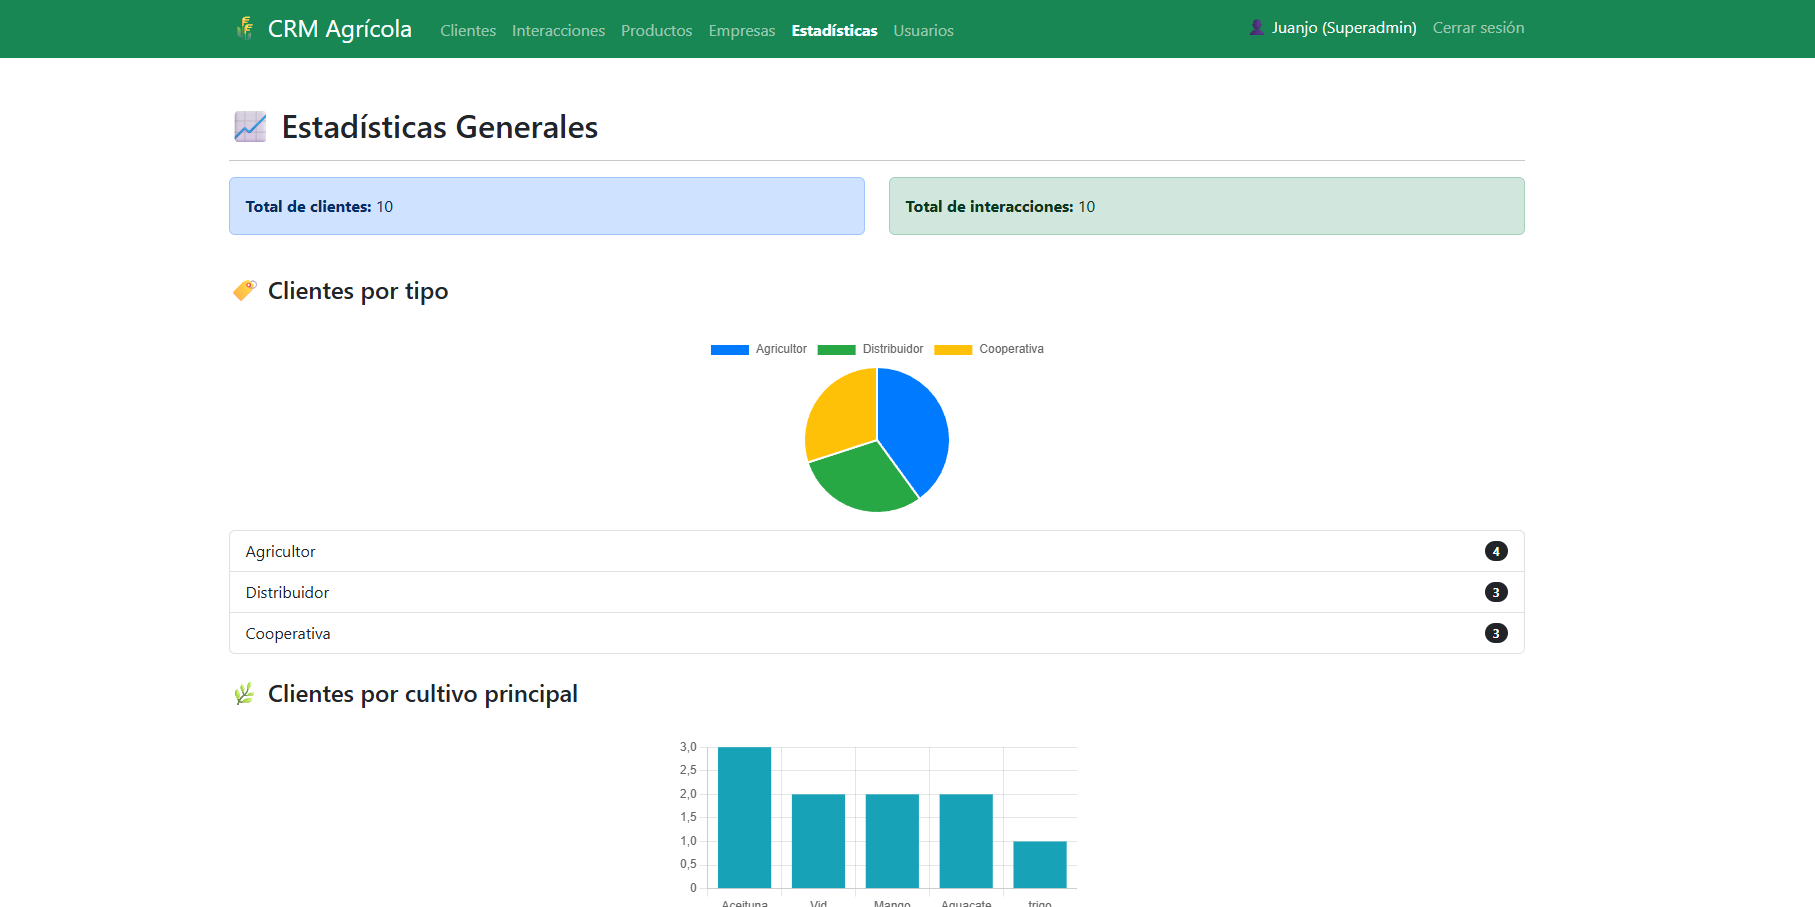 CRM Agrícola Clientes Interacciones Productos Empresas Estadísticas Usuarios Juanjo (Superadmin) Cerrar sesión
Estadísticas Generales
Total de clientes: 10
Total de interacciones: 10
Clientes por tipo
Agricultor Distribuidor Cooperativa
Agricultor 4
Distribuidor 3
Cooperativa 3
Clientes por cultivo principal
3,0
2,5
2,0
1,5
1,0
0,5
0
Aceituna Vid Mango Aguacate trigo